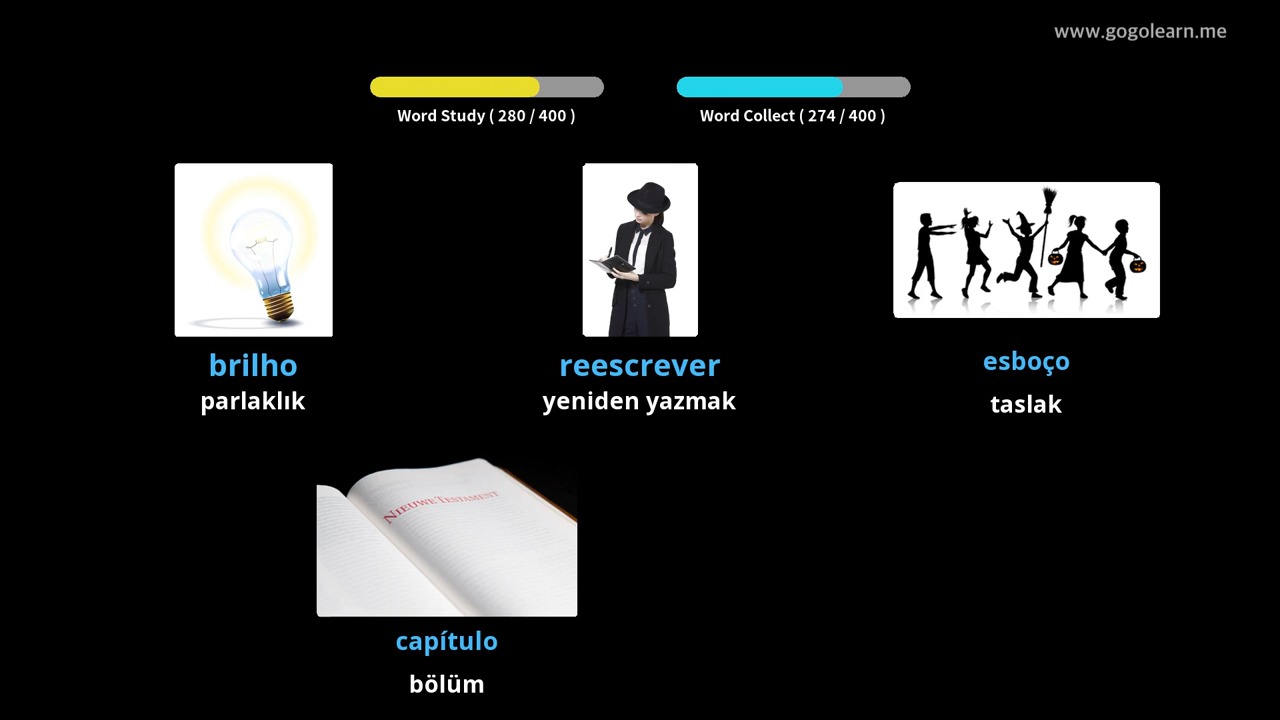 www.gogolearn.me
Word Study ( 280 / 400 )
Word Collect ( 274 / 400 )
brilho
parlaklık
reescrever
yeniden yazmak
esboço
taslak
NIEUWE TESTAMENT
capítulo
bölüm